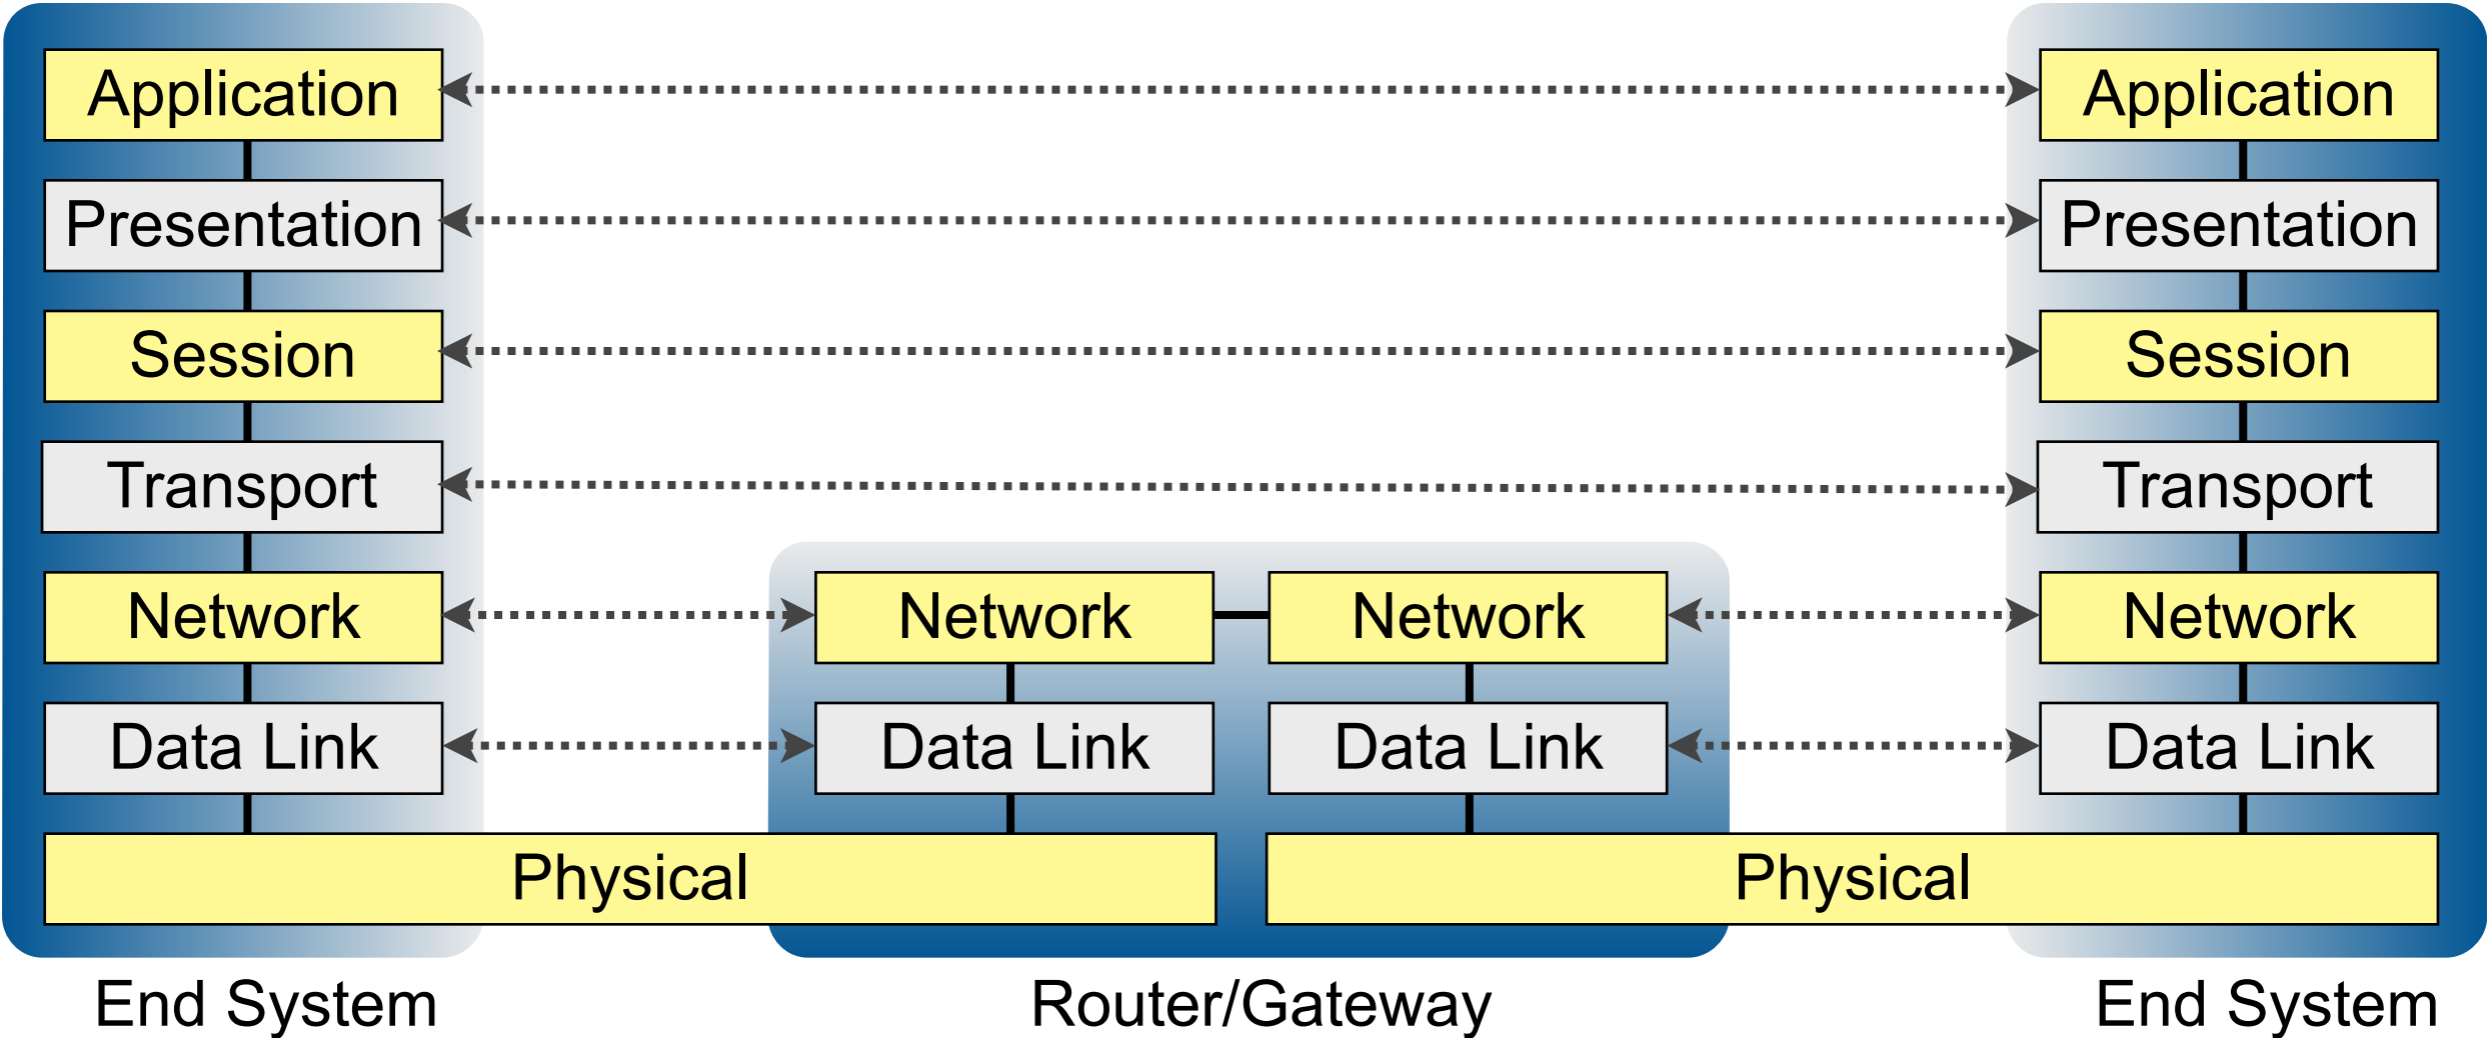 Application
Application
Presentation
Presentation
Session
Session
Transport
Transport
Network
Network
Network
Network
Data Link
Data Link
Data Link
Data Link
Physical
Physical
End System
Router/Gateway
End System